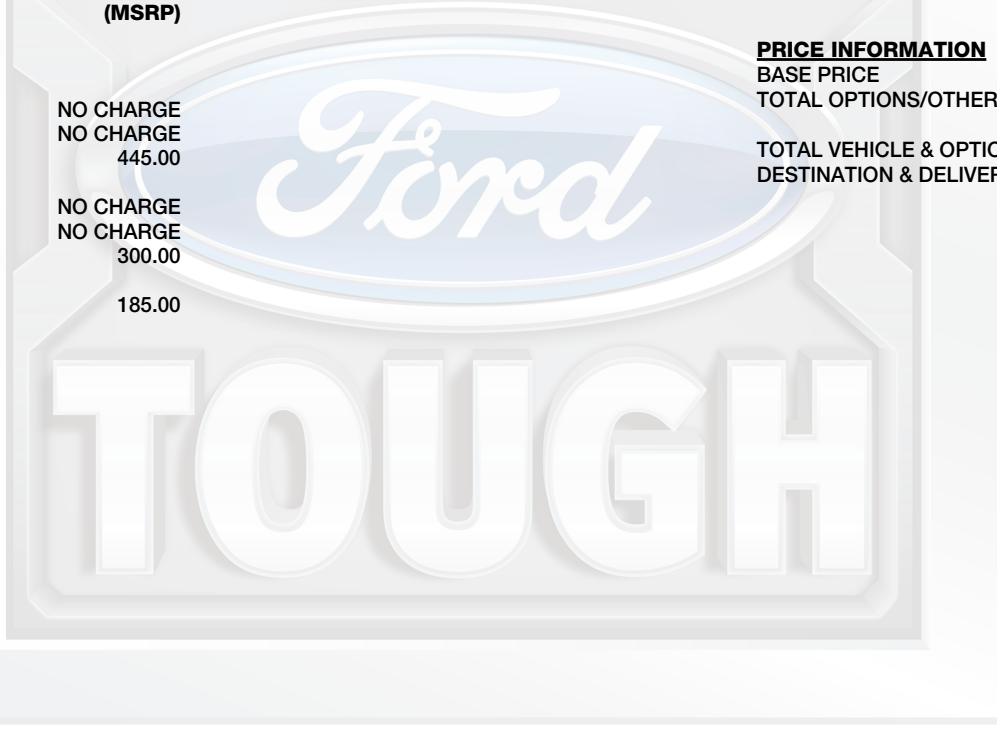 (MSRP)
NO CHARGE
NO CHARGE
445.00
NO CHARGE
NO CHARGE
300.00
185.00
PRICE INFORMATION
BASE PRICE
TOTAL OPTIONS/OTHER
TOTAL VEHICLE & OPTIO
DESTINATION & DELIVER
Ford
TOUGH